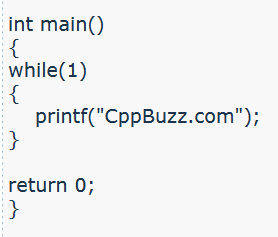 int main()
{
while(1)
{
printf("CppBuzz.com");
}
return 0;
}